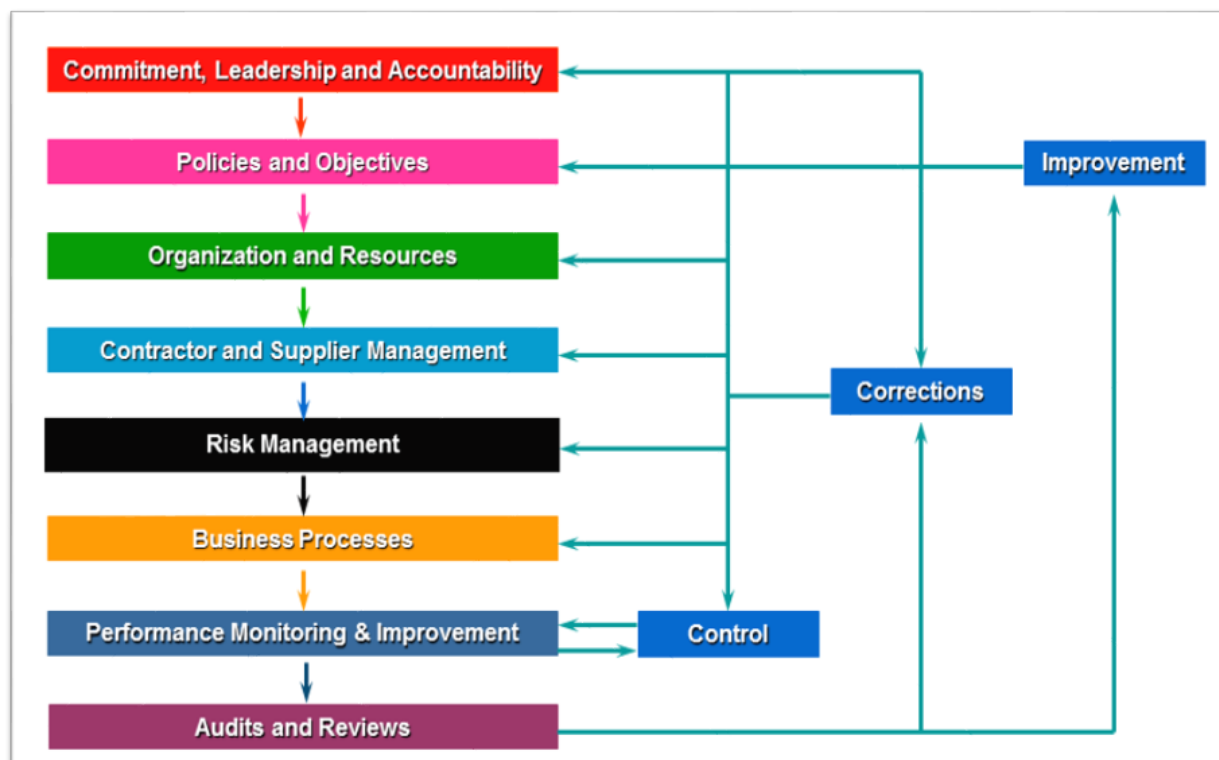 Commitment, Leadership and Accountability
Policies and Objectives
Improvement
Organization and Resources
Contractor and Supplier Management
Corrections
Risk Management
Business Processes
Performance Monitoring & Improvement
Control
Audits and Reviews